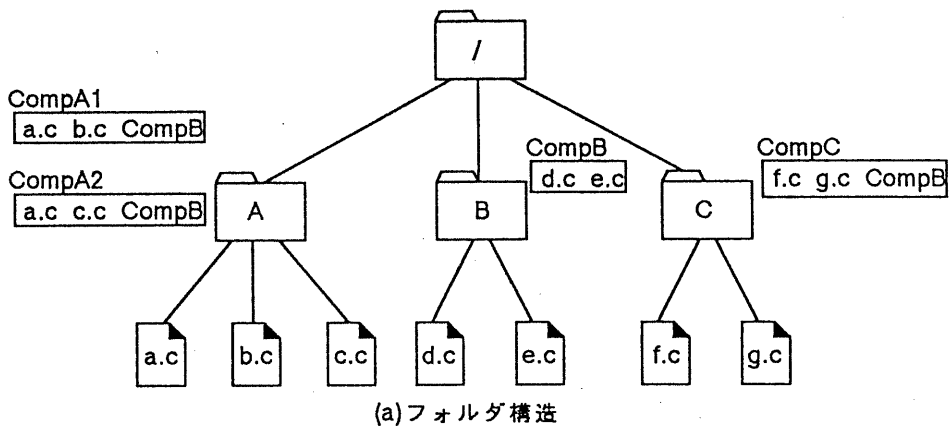 /
CompA1
a.c b.c CompB
CompA2
a.c c.c CompB
A
CompB
d.c e.c
B
CompC
f.c g.c CompB
C
a.c
b.c
c.c
d.c
e.c
f.c
g.c
(a)フォルダ構造